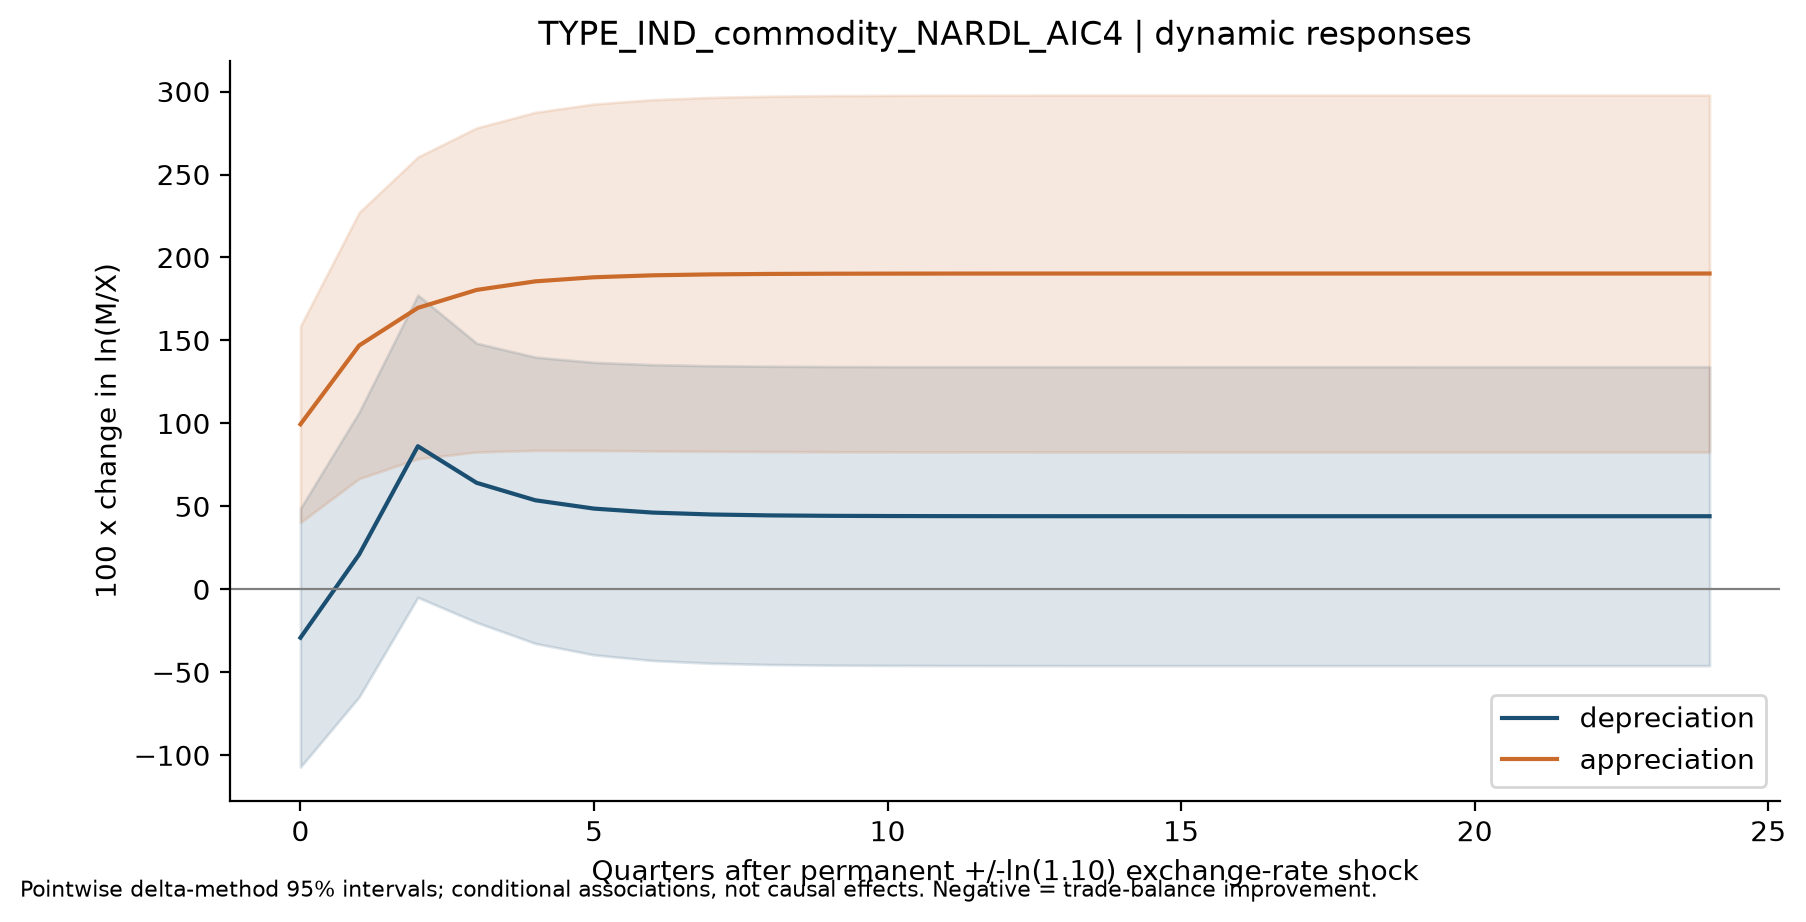 TYPE_IND_commodity_NARDL_AIC4 | dynamic responses
100 x change in ln(M/X)
300
250
200
150
100
50
0
−50
−100
depreciation
appreciation
0 5 10 15 20 25
Quarters after permanent +/-ln(1.10) exchange-rate shock
Pointwise delta-method 95% intervals; conditional associations, not causal effects. Negative = trade-balance improvement.